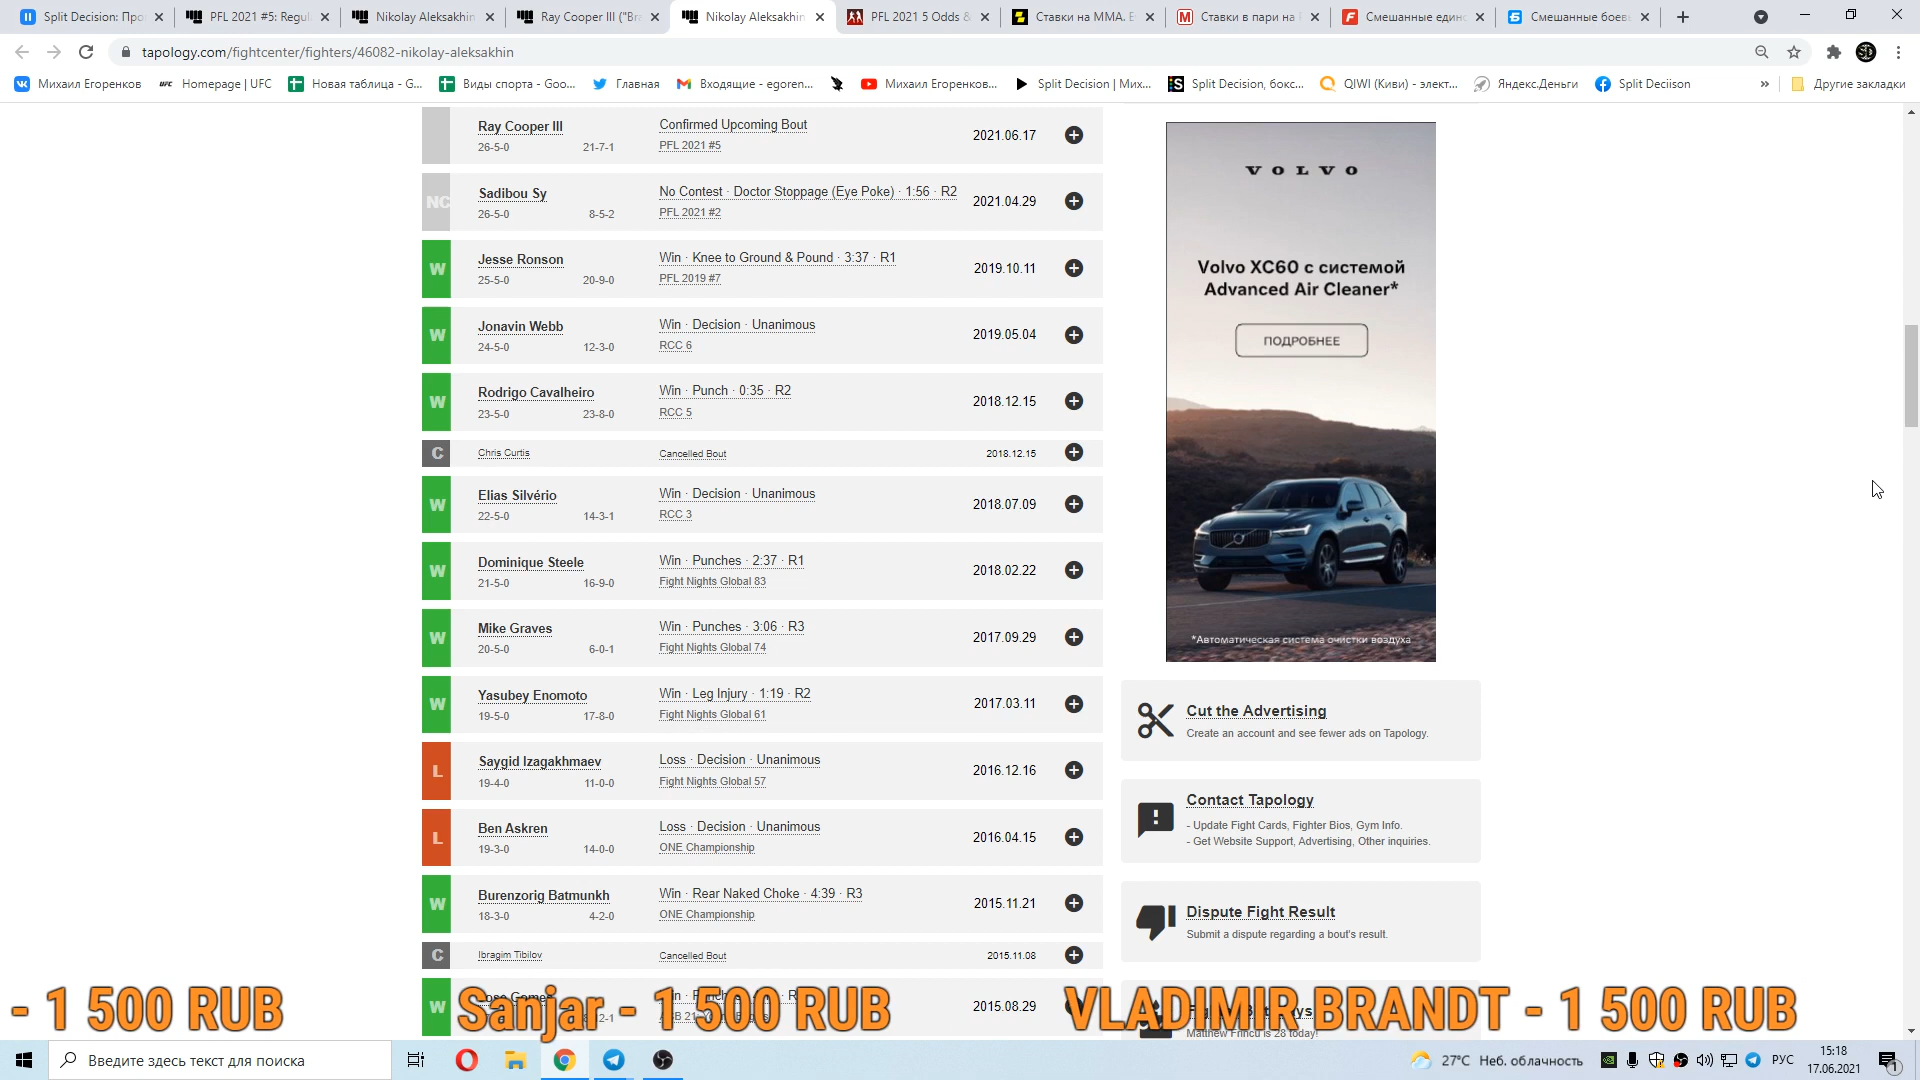 Split Decision: Про
PFL 2021 #5: Regul
Nikolay Aleksakhin
Ray Cooper III ("Bra
Nikolay Aleksakhin
PFL 2021 5 Odds &
Ставки на ММА. Е
Ставки в пари на
Смешанные един
Смешанные боев
tapology.com/fightcenter/fighters/46082-nikolay-aleksakhin
Михаил Егоренков
Homepage | UFC
Новая таблица - G...
Виды спорта - Goo...
Главная
Входящие - egoren...
Михаил Егоренков...
Split Decision | Мих...
Split Decision, бокс...
QIWI (Киви) - элект...
Яндекс.Деньги
Split Deciison
»
Другие закладки
Ray Cooper III
26-5-0 21-7-1
Confirmed Upcoming Bout
PFL 2021 #5
2021.06.17
NC
Sadibou Sy
26-5-0 8-5-2
No Contest · Doctor Stoppage (Eye Poke) · 1:56 · R2
PFL 2021 #2
2021.04.29
W
Jesse Ronson
25-5-0 20-9-0
Win · Knee to Ground & Pound · 3:37 · R1
PFL 2019 #7
2019.10.11
W
Jonavin Webb
24-5-0 12-3-0
Win · Decision · Unanimous
RCC 6
2019.05.04
W
Rodrigo Cavalheiro
23-5-0 23-8-0
Win · Punch · 0:35 · R2
RCC 5
2018.12.15
C
Chris Curtis
Cancelled Bout
2018.12.15
W
Elias Silvério
22-5-0 14-3-1
Win · Decision · Unanimous
RCC 3
2018.07.09
W
Dominique Steele
21-5-0 16-9-0
Win · Punches · 2:37 · R1
Fight Nights Global 83
2018.02.22
W
Mike Graves
20-5-0 6-0-1
Win · Punches · 3:06 · R3
Fight Nights Global 74
2017.09.29
W
Yasubey Enomoto
19-5-0 17-8-0
Win · Leg Injury · 1:19 · R2
Fight Nights Global 61
2017.03.11
L
Saygid Izagakhmaev
19-4-0 11-0-0
Loss · Decision · Unanimous
Fight Nights Global 57
2016.12.16
L
Ben Askren
19-3-0 14-0-0
Loss · Decision · Unanimous
ONE Championship
2016.04.15
W
Burenzorig Batmunkh
18-3-0 4-2-0
Win · Rear Naked Choke · 4:39 · R3
ONE Championship
2015.11.21
C
Ibragim Tibilov
Cancelled Bout
2015.11.08
W
2015.08.29
VOLVO
Volvo XC60 с системой
Advanced Air Cleaner*
ПОДРОБНЕЕ
*Автоматическая система очистки воздуха
Cut the Advertising
Create an account and see fewer ads on Tapology.
Contact Tapology
- Update Fight Cards, Fighter Bios, Gym Info.
- Get Website Support, Advertising, Other inquiries.
Dispute Fight Result
Submit a dispute regarding a bout's result.
Matthew Frincu is 28 today!
- 1 500 RUB
Sanjar - 1 500 RUB
VLADIMIR BRANDT - 1 500 RUB
Введите здесь текст для поиска
27°C Неб. облачность
РУС
15:18
17.06.2021
1